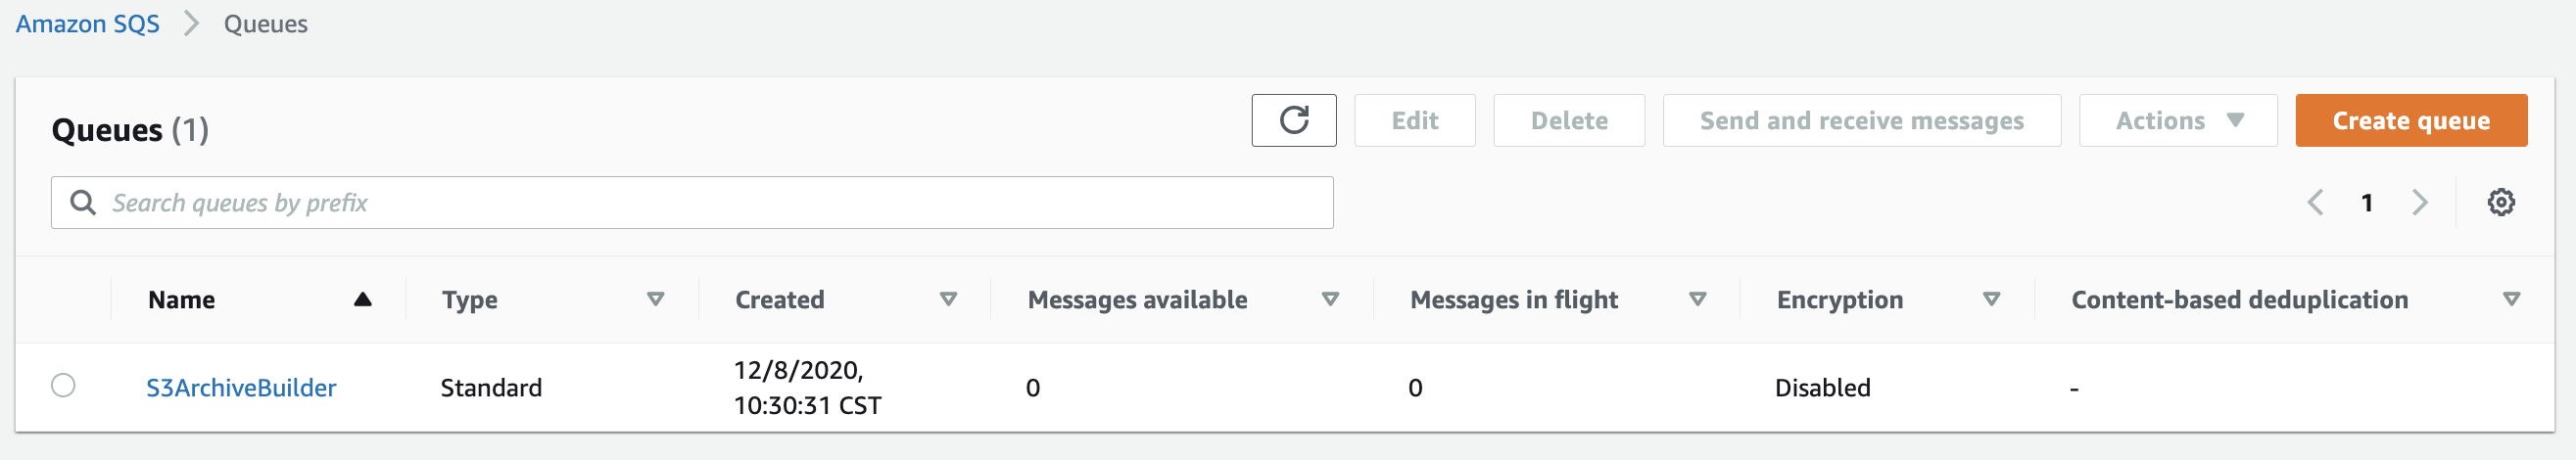 Amazon SQS > Queues
Queues (1)
Edit
Delete
Send and receive messages
Actions
Create queue
Search queues by prefix
1
Name
Type
Created
Messages available
Messages in flight
Encryption
Content-based deduplication
S3ArchiveBuilder
Standard
12/8/2020,
10:30:31 CST
0
0
Disabled
-